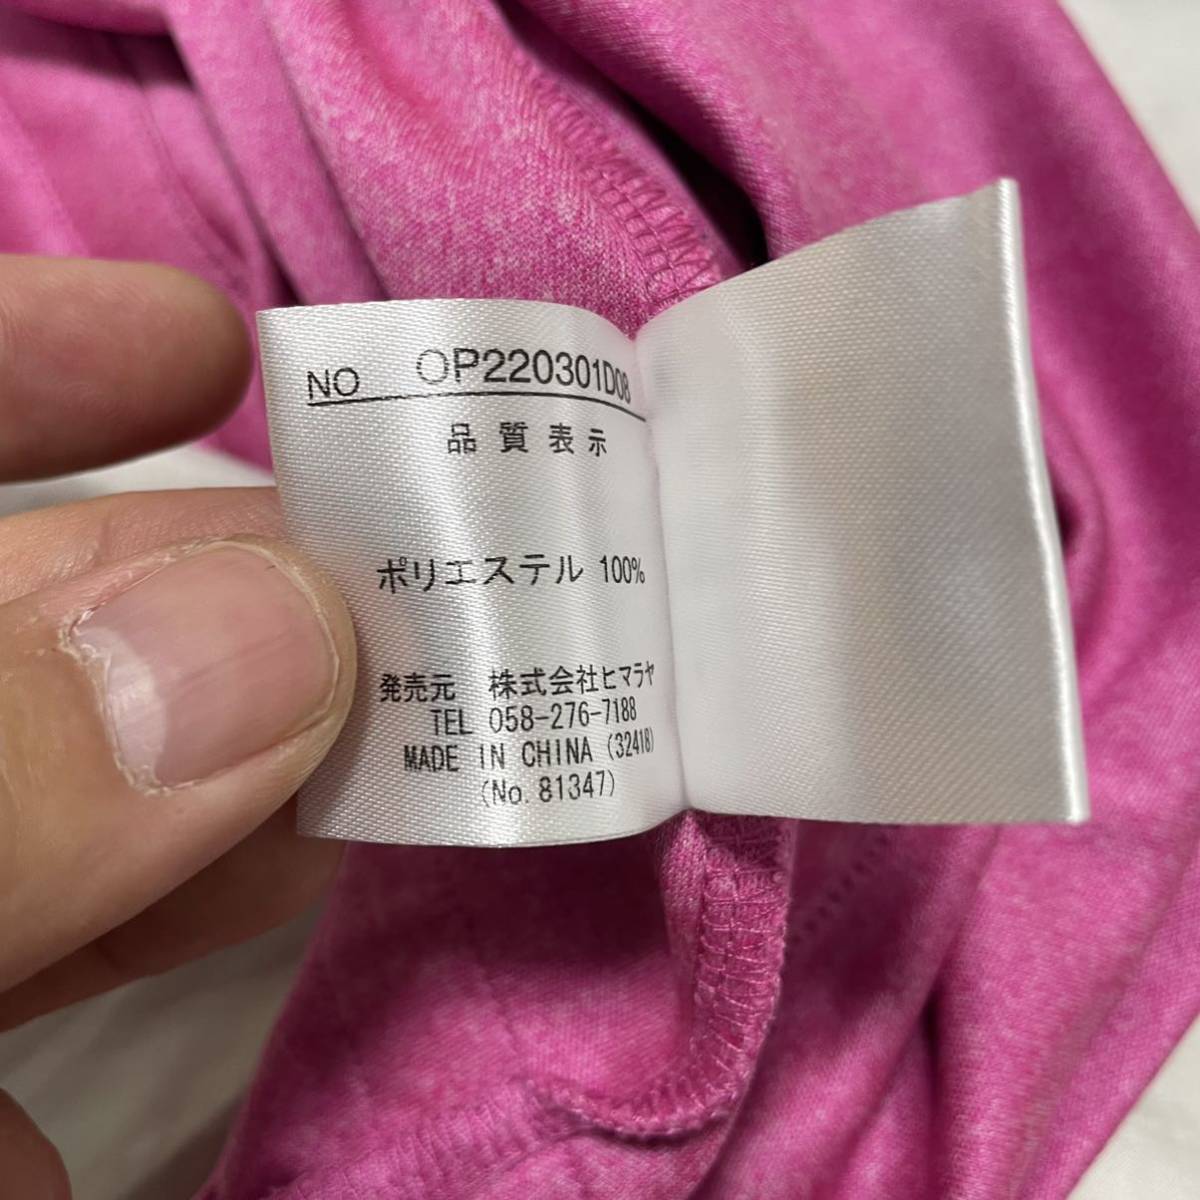 NO OP220301D08
品質表示
ポリエステル 100%
発売元 株式会社ヒマラヤ
TEL 058-276-7188
MADE IN CHINA (32418)
(No. 81347)